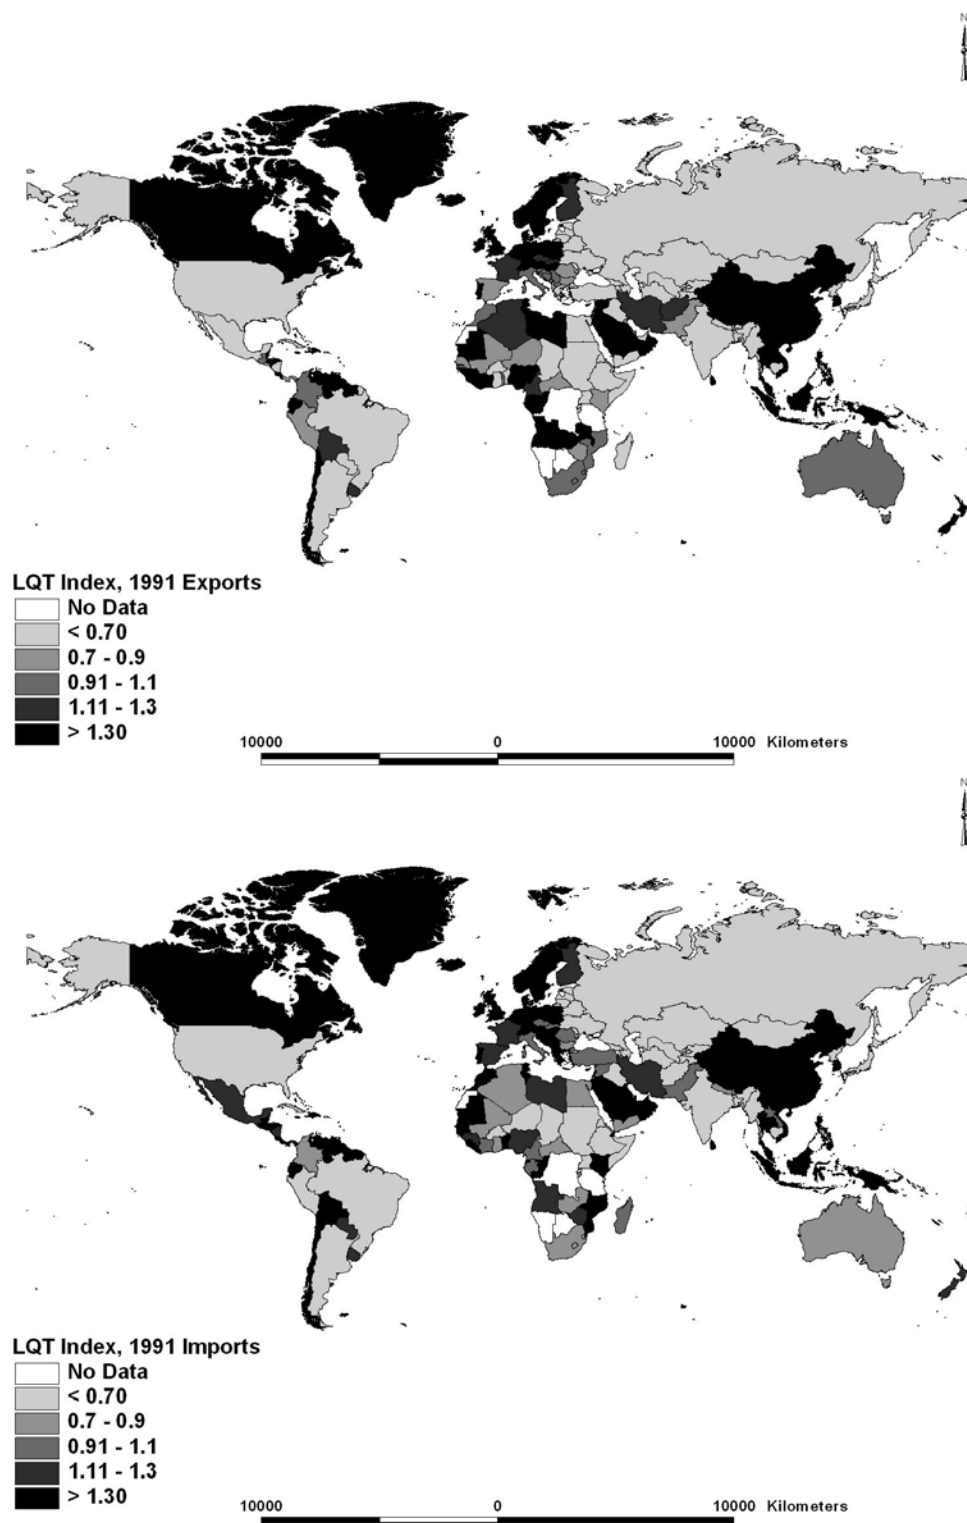 N
LQT Index, 1991 Exports
No Data
< 0.70
0.7 - 0.9
0.91 - 1.1
1.11 - 1.3
> 1.30
10000 0 10000 Kilometers
N
LQT Index, 1991 Imports
No Data
< 0.70
0.7 - 0.9
0.91 - 1.1
1.11 - 1.3
> 1.30
10000 0 10000 Kilometers